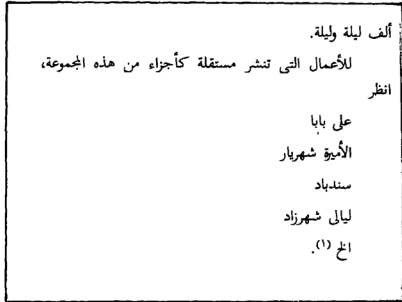 ألف ليلة وليلة.
للأعمال التى تنشر مستقلة كأجزاء من هذه المجموعة،
انظر
على بابا
الأميرة شهريار
سندباد
ليالى شهرزاد
الخ (١).